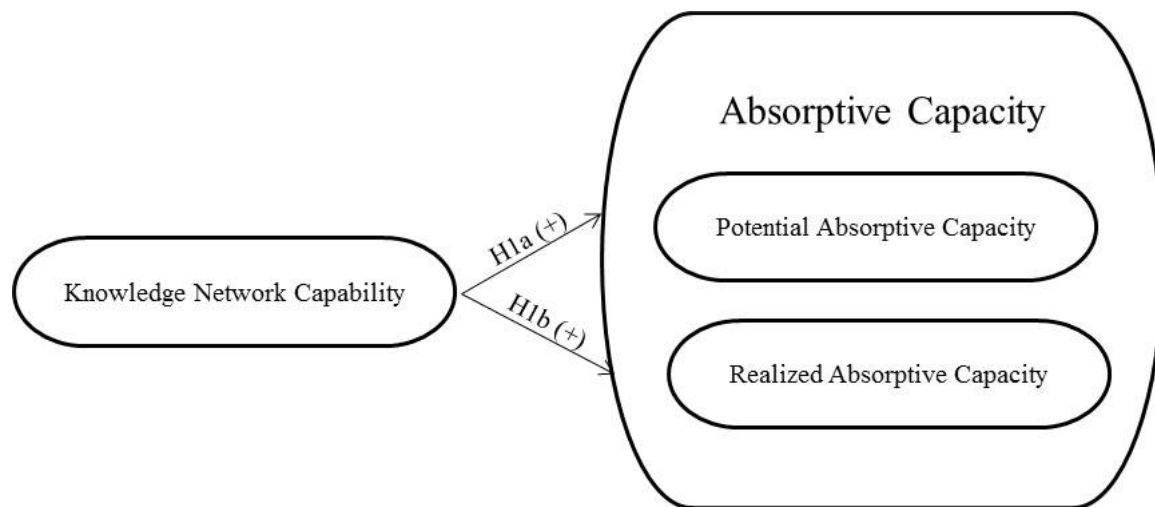 Absorptive Capacity
Potential Absorptive Capacity
H1a (+)
Knowledge Network Capability
H1b (+)
Realized Absorptive Capacity